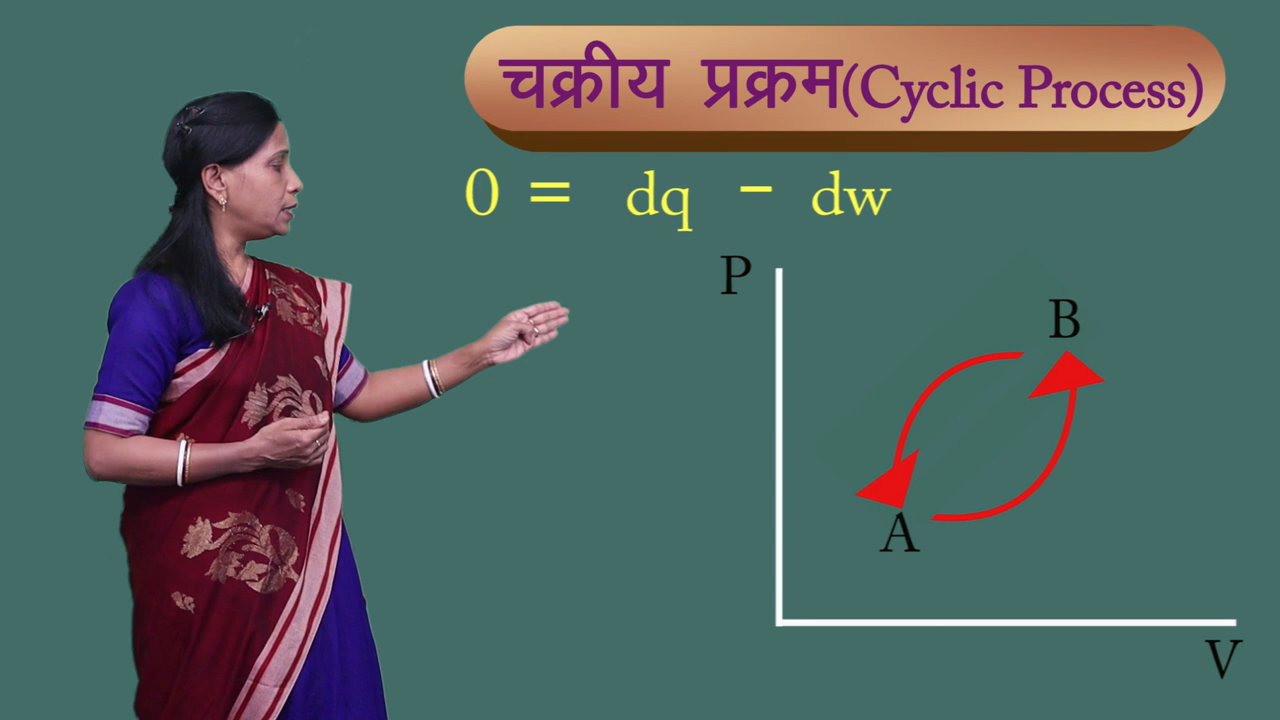 चक्रीय प्रक्रम(Cyclic Process)
0 = dq - dw
P
B
A
V